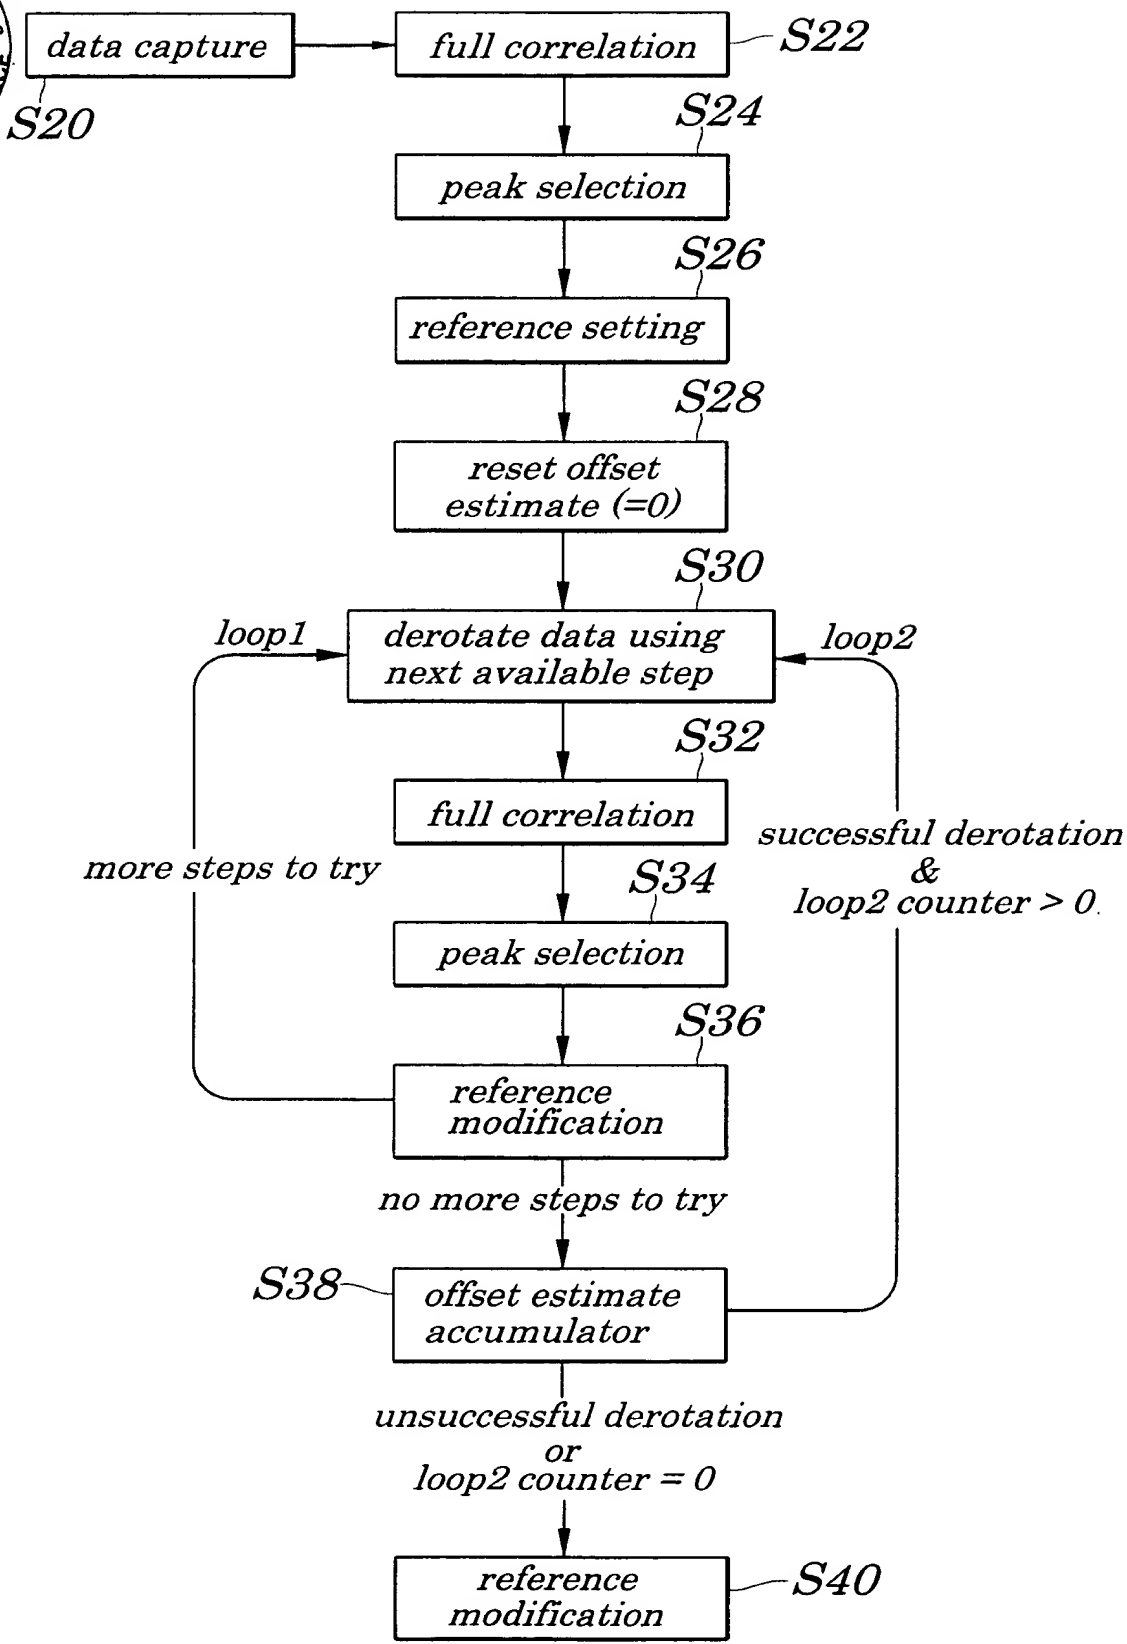 data capture
S20
full correlation
S22
S24
peak selection
S26
reference setting
S28
reset offset
estimate (=0)
S30
loop1
derotate data using
next available step
loop2
S32
full correlation
more steps to try
successful derotation
&
loop2 counter > 0.
S34
peak selection
S36
reference
modification
no more steps to try
S38
offset estimate
accumulator
unsuccessful derotation
or
loop2 counter = 0
reference
modification
S40